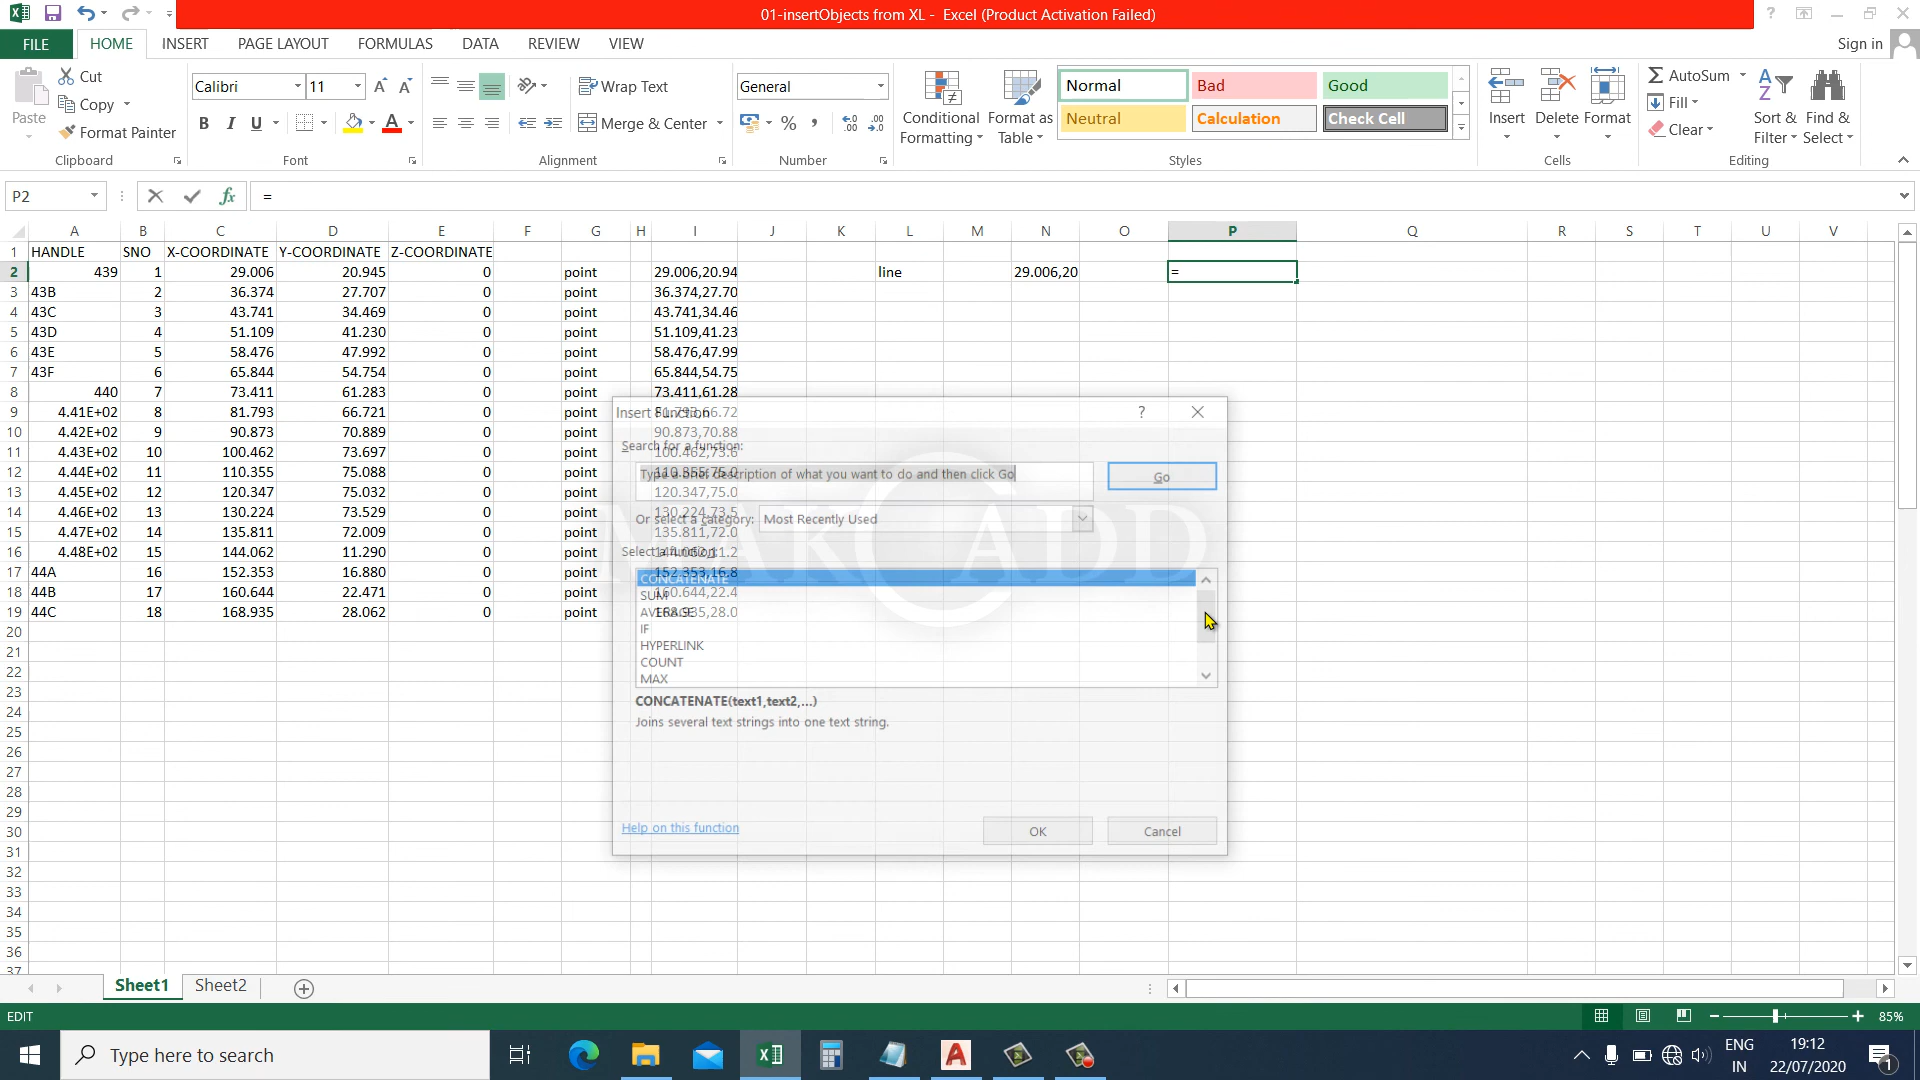 01-insertObjects from XL - Excel (Product Activation Failed)
FILE HOME INSERT PAGE LAYOUT FORMULAS DATA REVIEW VIEW Sign in
Paste Cut Copy Format Painter
Calibri 11 B I U
Wrap Text Merge & Center
General %
Conditional Formatting Format as Table
Normal Bad Good
Neutral Calculation Check Cell
Insert Delete Format
AutoSum Fill Clear
Sort & Filter Find & Select
Clipboard Font Alignment Number Styles Cells Editing
P2 fx =
A B C D E F G H I J K L M N O P Q R S T U V
1 HANDLE SNO X-COORDINATE Y-COORDINATE Z-COORDINATE
2 439 1 29.006 20.945 0 point 29.006,20.94 line 29.006,20 =
3 43B 2 36.374 27.707 0 point 36.374,27.70
4 43C 3 43.741 34.469 0 point 43.741,34.46
5 43D 4 51.109 41.230 0 point 51.109,41.23
6 43E 5 58.476 47.992 0 point 58.476,47.99
7 43F 6 65.844 54.754 0 point 65.844,54.75
8 440 7 73.411 61.283 0 point 73.411,61.28
9 4.41E+02 8 81.793 66.721 0 point 81.793,66.72
10 4.42E+02 9 90.873 70.889 0 point 90.873,70.88
11 4.43E+02 10 100.462 73.697 0 point 100.462,73.6
12 4.44E+02 11 110.355 75.088 0 point 110.355,75.0
13 4.45E+02 12 120.347 75.032 0 point 120.347,75.0
14 4.46E+02 13 130.224 73.529 0 point 130.224,73.5
15 4.47E+02 14 135.811 72.009 0 point 135.811,72.0
16 4.48E+02 15 144.062 11.290 0 point 144.062,11.2
17 44A 16 152.353 16.880 0 point 152.353,16.8
18 44B 17 160.644 22.471 0 point 160.644,22.4
19 44C 18 168.935 28.062 0 point 168.935,28.0
20
21
22
23
24
25
26
27
28
29
30
31
32
33
34
35
36
37
Insert Function ?
Search for a function:
Type a brief description of what you want to do and then click Go
Go
Or select a category: Most Recently Used
Select a function:
CONCATENATE
SUM
AVERAGE
IF
HYPERLINK
COUNT
MAX
CONCATENATE(text1,text2,...)
Joins several text strings into one text string.
Help on this function OK Cancel
MAK CADD
Sheet1 Sheet2
EDIT 85%
Type here to search
ENG
IN
19:12
22/07/2020
1